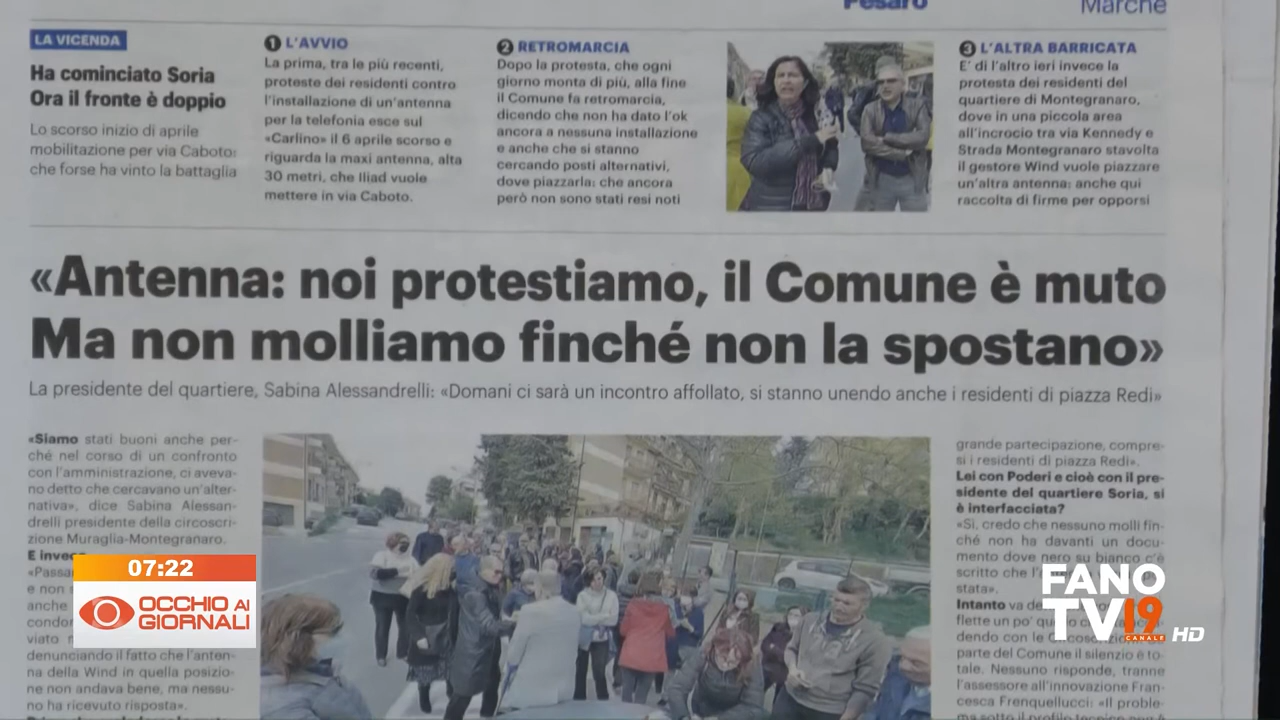 Pesaro
Marche
LA VICENDA
Ha cominciato Soria
Ora il fronte è doppio
Lo scorso inizio di aprile
mobilitazione per via Caboto:
che forse ha vinto la battaglia
1 L'AVVIO
La prima, tra le più recenti,
proteste dei residenti contro
l'installazione di un'antenna
per la telefonia esce sul
«Carlino» il 6 aprile scorso e
riguarda la maxi antenna, alta
30 metri, che Iliad vuole
mettere in via Caboto.
2 RETROMARCIA
Dopo la protesta, che ogni
giorno monta di più, alla fine
il Comune fa retromarcia,
dicendo che non ha dato l'ok
ancora a nessuna installazione
e anche che si stanno
cercando posti alternativi,
dove piazzarla: che ancora
però non sono stati resi noti
3 L'ALTRA BARRICATA
E' di l'altro ieri invece la
protesta dei residenti del
quartiere di Montegranaro,
dove in una piccola area
all'incrocio tra via Kennedy e
Strada Montegranaro stavolta
il gestore Wind vuole piazzare
un'altra antenna: anche qui
raccolta di firme per opporsi
«Antenna: noi protestiamo, il Comune è muto
Ma non molliamo finché non la spostano»
La presidente del quartiere, Sabina Alessandrelli: «Domani ci sarà un incontro affollato, si stanno unendo anche i residenti di piazza Redi»
«Siamo stati buoni anche per-
ché nel corso di un confronto
con l'amministrazione, ci aveva-
no detto che cercavano un'alter-
nativa», dice Sabina Alessan-
drelli presidente della circoscri-
zione Muraglia-Montegranaro.
E invec
«Passa
e non
anche
condo
viato
denunciando il fatto che l'anten-
na della Wind in quella posizio-
ne non andava bene, ma nessu-
no ha ricevuto risposta».
grande partecipazione, compre-
si i residenti di piazza Redi».
Lei con Poderi e cioè con il pre-
sidente del quartiere Soria, si
è interfacciata?
«Sì, credo che nessuno molli fin-
ché non ha davanti un docu-
mento dove nero su bianco c'è
scritto che l'
stata».
Intanto va de
flette un po'
dendo con le
parte del Comune il silenzio è to-
tale. Nessuno risponde, tranne
l'assessore all'innovazione Fran-
cesca Frenquellucci: «Il proble-
ma sotto il profilo tecnico
07:22
OCCHIO AI
GIORNALI
FANO
TV19
CANALE
HD